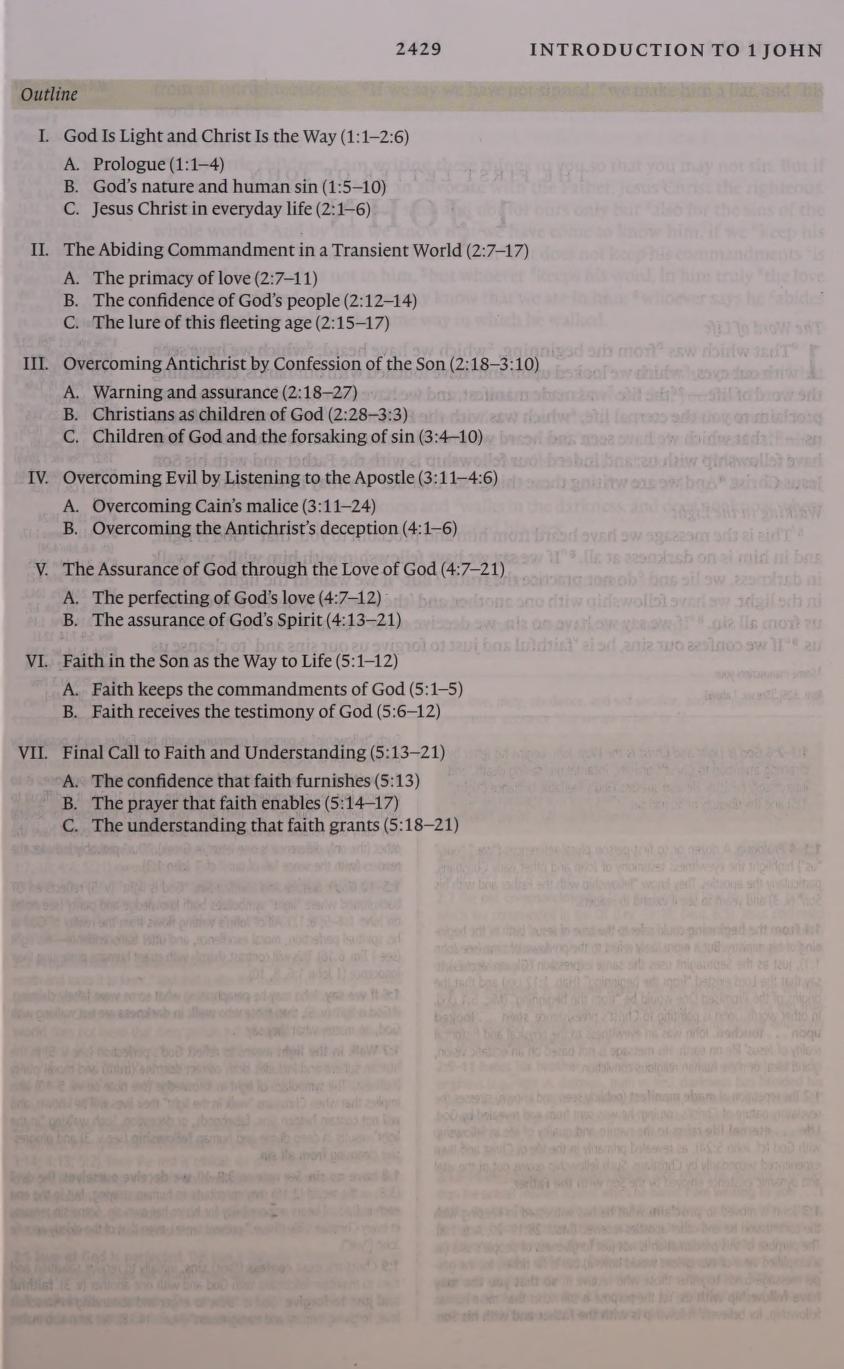 2429 INTRODUCTION TO 1 JOHN
Outline
I. God Is Light and Christ Is the Way (1:1–2:6)
A. Prologue (1:1–4)
B. God’s nature and human sin (1:5–10)
C. Jesus Christ in everyday life (2:1–6)
II. The Abiding Commandment in a Transient World (2:7–17)
A. The primacy of love (2:7–11)
B. The confidence of God’s people (2:12–14)
C. The lure of this fleeting age (2:15–17)
III. Overcoming Antichrist by Confession of the Son (2:18–3:10)
A. Warning and assurance (2:18–27)
B. Christians as children of God (2:28–3:3)
C. Children of God and the forsaking of sin (3:4–10)
IV. Overcoming Evil by Listening to the Apostle (3:11–4:6)
A. Overcoming Cain’s malice (3:11–24)
B. Overcoming the Antichrist’s deception (4:1–6)
V. The Assurance of God through the Love of God (4:7–21)
A. The perfecting of God’s love (4:7–12)
B. The assurance of God’s Spirit (4:13–21)
VI. Faith in the Son as the Way to Life (5:1–12)
A. Faith keeps the commandments of God (5:1–5)
B. Faith receives the testimony of God (5:6–12)
VII. Final Call to Faith and Understanding (5:13–21)
A. The confidence that faith furnishes (5:13)
B. The prayer that faith enables (5:14–17)
C. The understanding that faith grants (5:18–21)